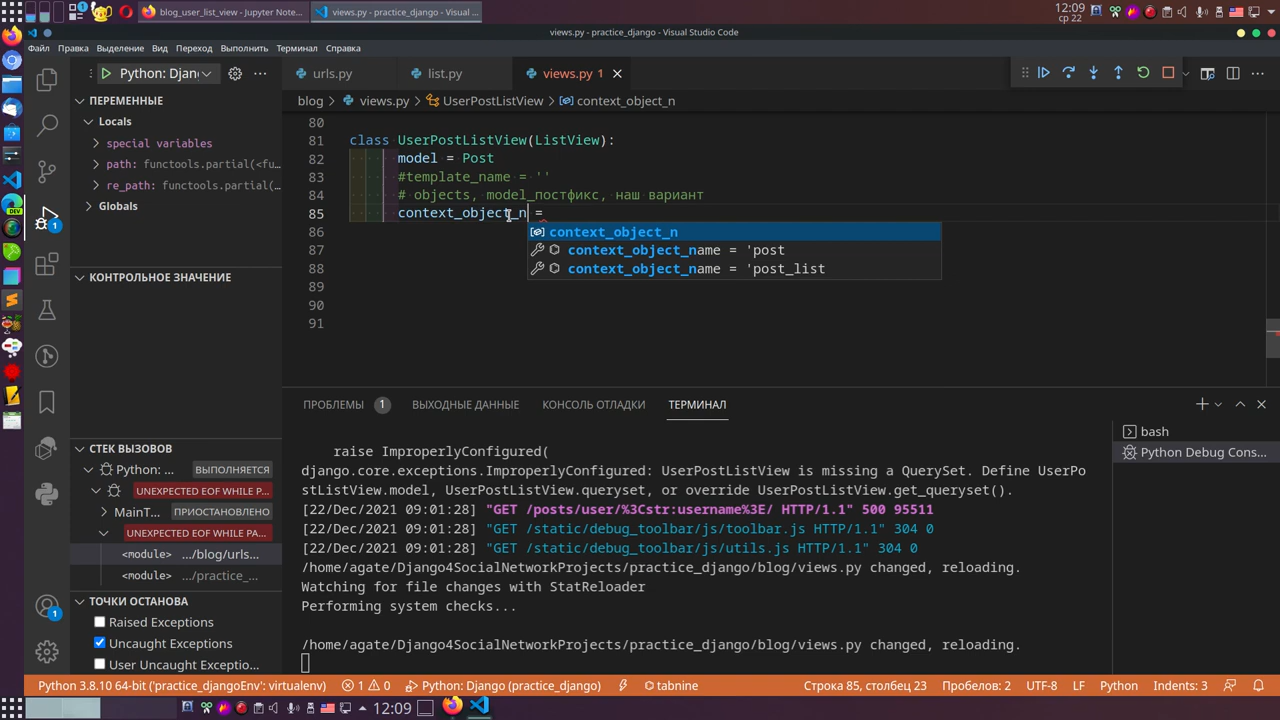 blog_user_list_view - Jupyter Note...
views.py - practice_django - Visual ...
12:09
ср 22
views.py - practice_django - Visual Studio Code
Файл Правка Выделение Вид Переход Выполнить Терминал Справка
Python: Djan
urls.py
list.py
views.py 1
blog > views.py > UserPostListView > context_object_n
ПЕРЕМЕННЫЕ
Locals
special variables
path: functools.partial(<fu...
re_path: functools.partial(...
Globals
КОНТРОЛЬНОЕ ЗНАЧЕНИЕ
СТЕК ВЫЗОВОВ
Python: ... ВЫПОЛНЯЕТСЯ
UNEXPECTED EOF WHILE P...
MainT... ПРИОСТАНОВЛЕНО
UNEXPECTED EOF WHILE PA...
<module> .../blog/urls...
<module> .../practice_...
ТОЧКИ ОСТАНОВА
Raised Exceptions
Uncaught Exceptions
User Uncaught Exceptio...
80
81 class UserPostListView(ListView):
82 model = Post
83 #template_name = ''
84 # objects, model_постфикс, наш вариант
85 context_object_n =
86
87
88
89
90
91
context_object_n
context_object_name = 'post
context_object_name = 'post_list
ПРОБЛЕМЫ 1 ВЫХОДНЫЕ ДАННЫЕ КОНСОЛЬ ОТЛАДКИ ТЕРМИНАЛ
raise ImproperlyConfigured(
django.core.exceptions.ImproperlyConfigured: UserPostListView is missing a QuerySet. Define UserPo
stListView.model, UserPostListView.queryset, or override UserPostListView.get_queryset().
[22/Dec/2021 09:01:28] "GET /posts/user/%3Cstr:username%3E/ HTTP/1.1" 500 95511
[22/Dec/2021 09:01:28] "GET /static/debug_toolbar/js/toolbar.js HTTP/1.1" 304 0
[22/Dec/2021 09:01:28] "GET /static/debug_toolbar/js/utils.js HTTP/1.1" 304 0
/home/agate/Django4SocialNetworkProjects/practice_django/blog/views.py changed, reloading.
Watching for file changes with StatReloader
Performing system checks...
/home/agate/Django4SocialNetworkProjects/practice_django/blog/views.py changed, reloading.
bash
Python Debug Cons...
1
DEV
1
Python 3.8.10 64-bit ('practice_djangoEnv': virtualenv) 1 0 Python: Django (practice_django) tabnine Строка 85, столбец 23 Пробелов: 2 UTF-8 LF Python Indents: 3
12:09